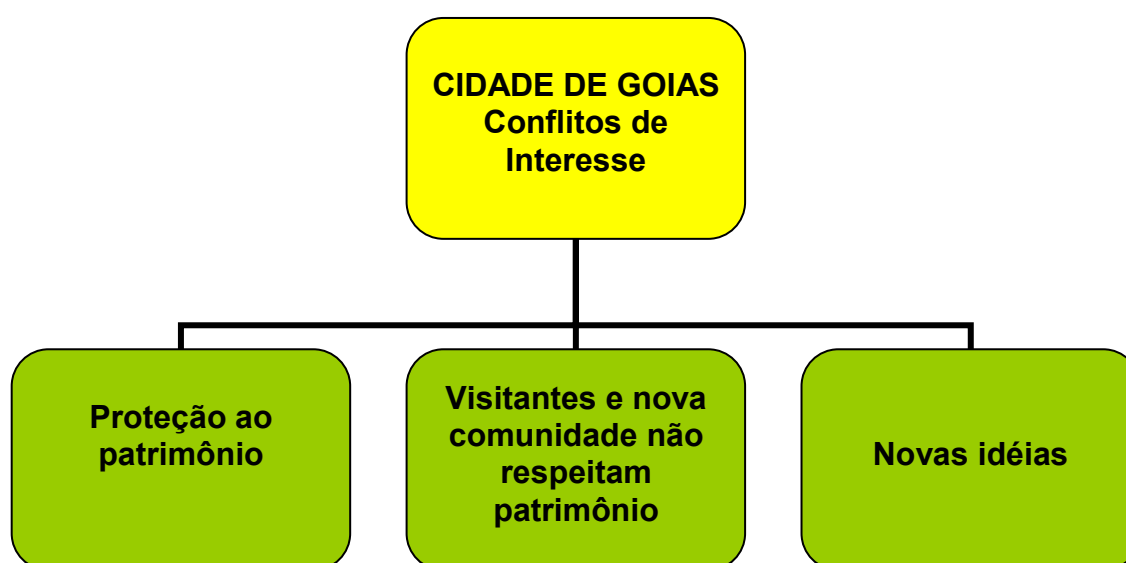 CIDADE DE GOIAS
Conflitos de
Interesse
Proteção ao
patrimônio
Visitantes e nova
comunidade não
respeitam
patrimônio
Novas idéias